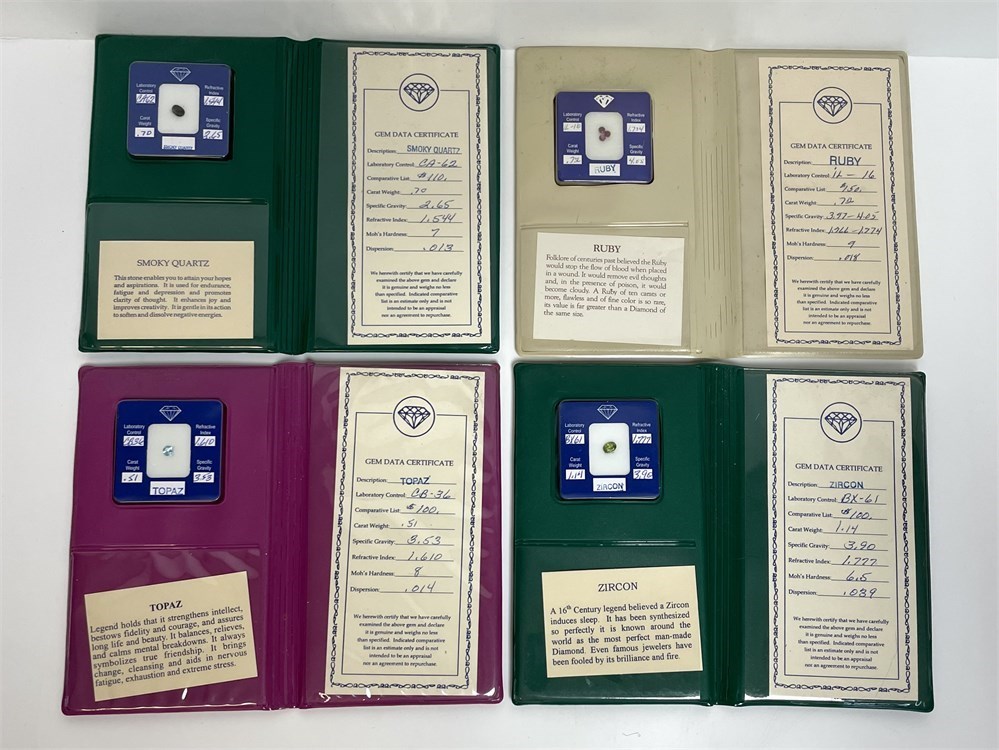 Laboratory Control
Refractive Index
Carat Weight
Specific Gravity
.70
2.65
SMOKY QUARTZ
SMOKY QUARTZ
This stone enables you to attain your hopes
and aspirations. It is used for endurance,
fatigue and depression and promotes
clarity of thought. It enhances joy and
improves creativity. It is gentle in its action
to soften and dissolve negative energies.
GEM DATA CERTIFICATE
Description: SMOKY QUARTZ
Laboratory Control: CA-62
Comparative List: $110.
Carat Weight: .70
Specific Gravity: 2.65
Refractive Index: 1.544
Moh's Hardness: 7
Dispersion: .013
We herewith certify that we have carefully
examined the above gem and declare
it is genuine and weighs no less
than specified. Indicated comparative
list is an estimate only and is not
intended to be an appraisal
nor an agreement to repurchase.
Laboratory Control
Refractive Index
Carat Weight
Specific Gravity
.72
4.05
RUBY
RUBY
Folklore of centuries past believed the Ruby
would stop the flow of blood when placed
in a wound. It would remove evil thoughts
and, in the presence of poison, it would
become cloudy. A Ruby of ten carets or
more, flawless and of fine color is so rare,
its value is far greater than a Diamond of
the same size.
GEM DATA CERTIFICATE
Description: RUBY
Laboratory Control: 16
Comparative List: $150.
Carat Weight: .72
Specific Gravity: 3.97-4.05
Refractive Index: 1.766-1.774
Moh's Hardness: 9
Dispersion: .018
We herewith certify that we have carefully
examined the above gem and declare
it is genuine and weighs no less
than specified. Indicated comparative
list is an estimate only and is not
intended to be an appraisal
nor an agreement to repurchase.
Laboratory Control
Refractive Index
CB36
1.610
Carat Weight
Specific Gravity
.51
3.53
TOPAZ
TOPAZ
Legend holds that it strengthens intellect,
bestows fidelity and courage, and assures
long life and beauty. It balances, relieves,
and calms mental breakdowns. It always
symbolizes true friendship. It brings
change, cleansing and aids in nervous
fatigue, exhaustion and extreme stress.
GEM DATA CERTIFICATE
Description: TOPAZ
Laboratory Control: CB-36
Comparative List: $100.
Carat Weight: .51
Specific Gravity: 3.53
Refractive Index: 1.610
Moh's Hardness: 8
Dispersion: .014
We herewith certify that we have carefully
examined the above gem and declare
it is genuine and weighs no less
than specified. Indicated comparative
list is an estimate only and is not
intended to be an appraisal
nor an agreement to repurchase.
Laboratory Control
Refractive Index
1.777
Carat Weight
Specific Gravity
1.14
3.90
ZIRCON
ZIRCON
A 16th Century legend believed a Zircon
induces sleep. It has been synthesized
so perfectly it is known around the
world as the most perfect man-made
Diamond. Even famous jewelers have
been fooled by its brilliance and fire.
GEM DATA CERTIFICATE
Description: ZIRCON
Laboratory Control: BX-61
Comparative List: $100.
Carat Weight: 1.14
Specific Gravity: 3.90
Refractive Index: 1.777
Moh's Hardness: 6.5
Dispersion: .039
We herewith certify that we have carefully
examined the above gem and declare
it is genuine and weighs no less
than specified. Indicated comparative
list is an estimate only and is not
intended to be an appraisal
nor an agreement to repurchase.